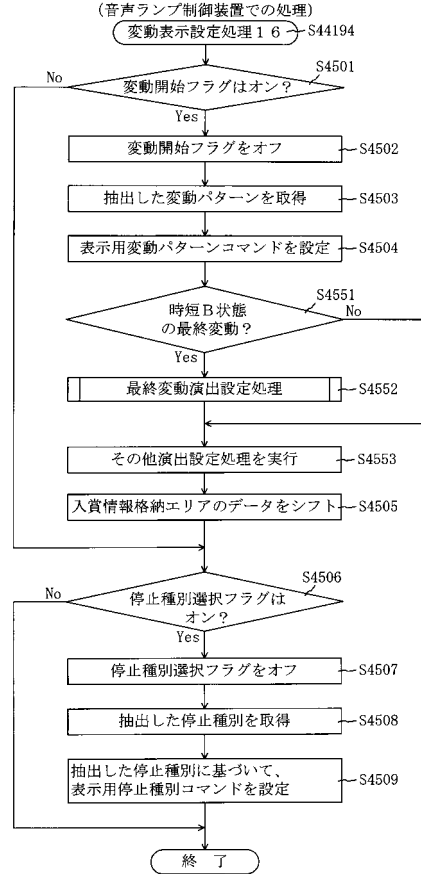 (音声ランプ制御装置での処理)
変動表示設定処理16
S44194
S4501
No
変動開始フラグはオン?
Yes
変動開始フラグをオフ
S4502
抽出した変動パターンを取得
S4503
表示用変動パターンコマンドを設定
S4504
S4551
時短B状態
の最終変動?
No
Yes
最終変動演出設定処理
S4552
その他演出設定処理を実行
S4553
入賞情報格納エリアのデータをシフト
S4505
S4506
No
停止種別選択フラグは
オン?
Yes
停止種別選択フラグをオフ
S4507
抽出した停止種別を取得
S4508
抽出した停止種別に基づいて、
表示用停止種別コマンドを設定
S4509
終了